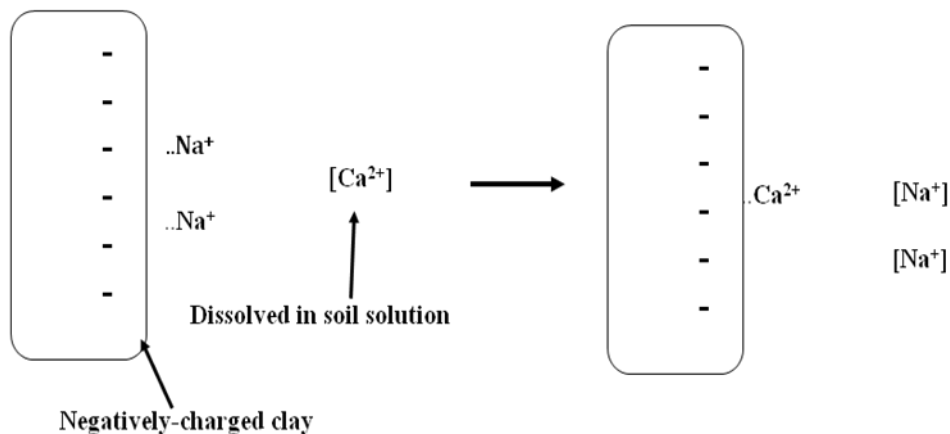 -
-
-
-
-
-
..Na⁺
..Na⁺
[Ca²⁺]
Dissolved in soil solution
Negatively-charged clay
-
-
-
-
-
-
..Ca²⁺
[Na⁺]
[Na⁺]